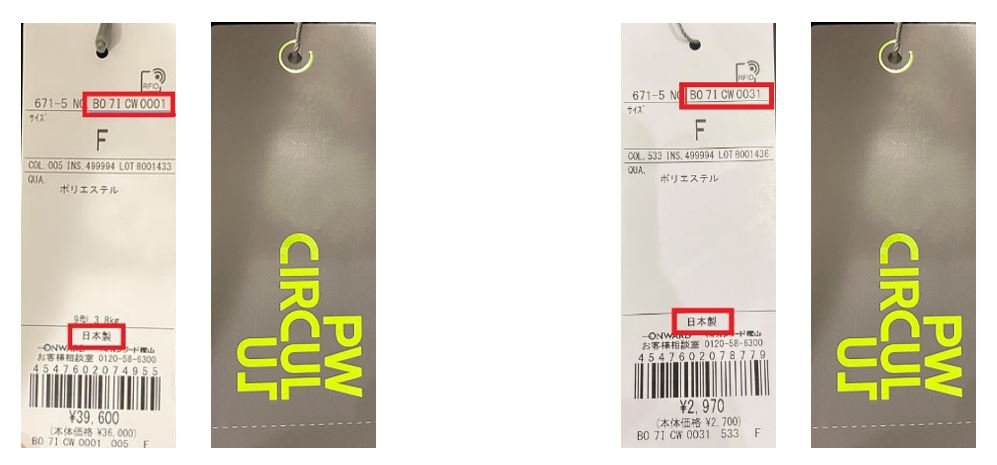 RFID
671-5 NO. BO 7I CW 0001
サイズ
F
COL. 005 INS. 499994 LOT 8001433
QUA.
ポリエステル
9型 3.8kg
日本製
ONWARD
お客様相談室 0120-58-6300
4547602074955
¥39,600
(本体価格 ¥36,000)
BO 7I CW 0001 005 F
PW
CIRCUL
UT
RFID
671-5 NO BO 7I CW 0031
サイズ
F
COL. 533 INS. 499994 LOT 8001436
QUA.
ポリエステル
日本製
ONWARD
お客様相談室 0120-58-6300
4547602078779
¥2,970
(本体価格 ¥2,700)
BO 7I CW 0031 533 F
PW
CIRCUL
UT